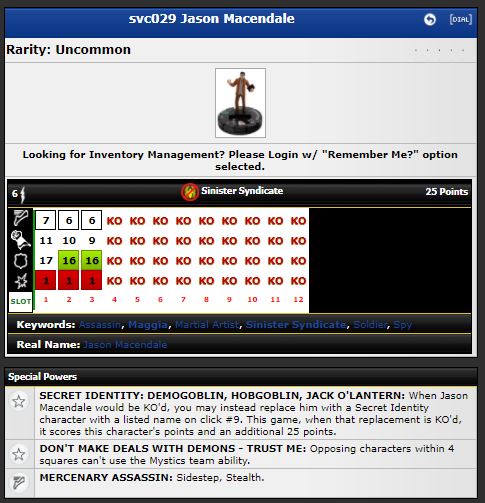 svc029 Jason Macendale
[DIAL]
Rarity: Uncommon
Looking for Inventory Management? Please Login w/ "Remember Me?" option
selected.
6 Sinister Syndicate 25 Points
7 6 6 KO KO KO KO KO KO KO KO KO
11 10 9 KO KO KO KO KO KO KO KO KO
17 16 16 KO KO KO KO KO KO KO KO KO
1 1 1 KO KO KO KO KO KO KO KO KO
SLOT 1 2 3 4 5 6 7 8 9 10 11 12
Keywords: Assassin, Maggia, Martial Artist, Sinister Syndicate, Soldier, Spy
Real Name: Jason Macendale
Special Powers
SECRET IDENTITY: DEMOGOBLIN, HOBGOBLIN, JACK O'LANTERN: When Jason
Macendale would be KO'd, you may instead replace him with a Secret Identity
character with a listed name on click #9. This game, when that replacement is KO'd,
it scores this character's points and an additional 25 points.
DON'T MAKE DEALS WITH DEMONS - TRUST ME: Opposing characters within 4
squares can't use the Mystics team ability.
MERCENARY ASSASSIN: Sidestep, Stealth.